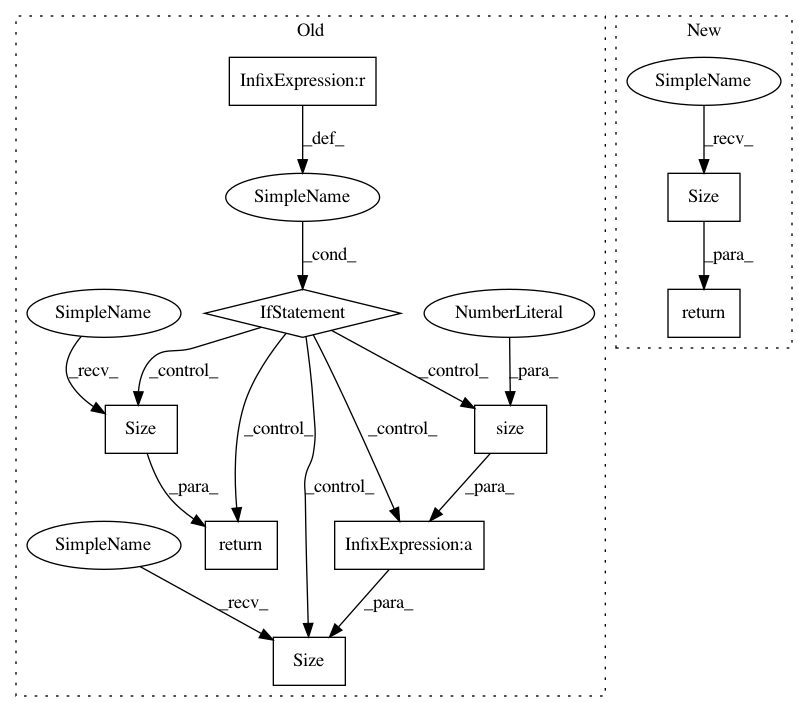 Old
New
InfixExpression:r
SimpleName
_def_
_recv_
SimpleName
Size
_cond_
_para_
SimpleName
IfStatement
NumberLiteral
return
_recv_
_control_
_control_
_para_
Size
_control_
_control_
size
_para_
_control_
_para_
SimpleName
return
InfixExpression:a
_recv_
_para_
Size